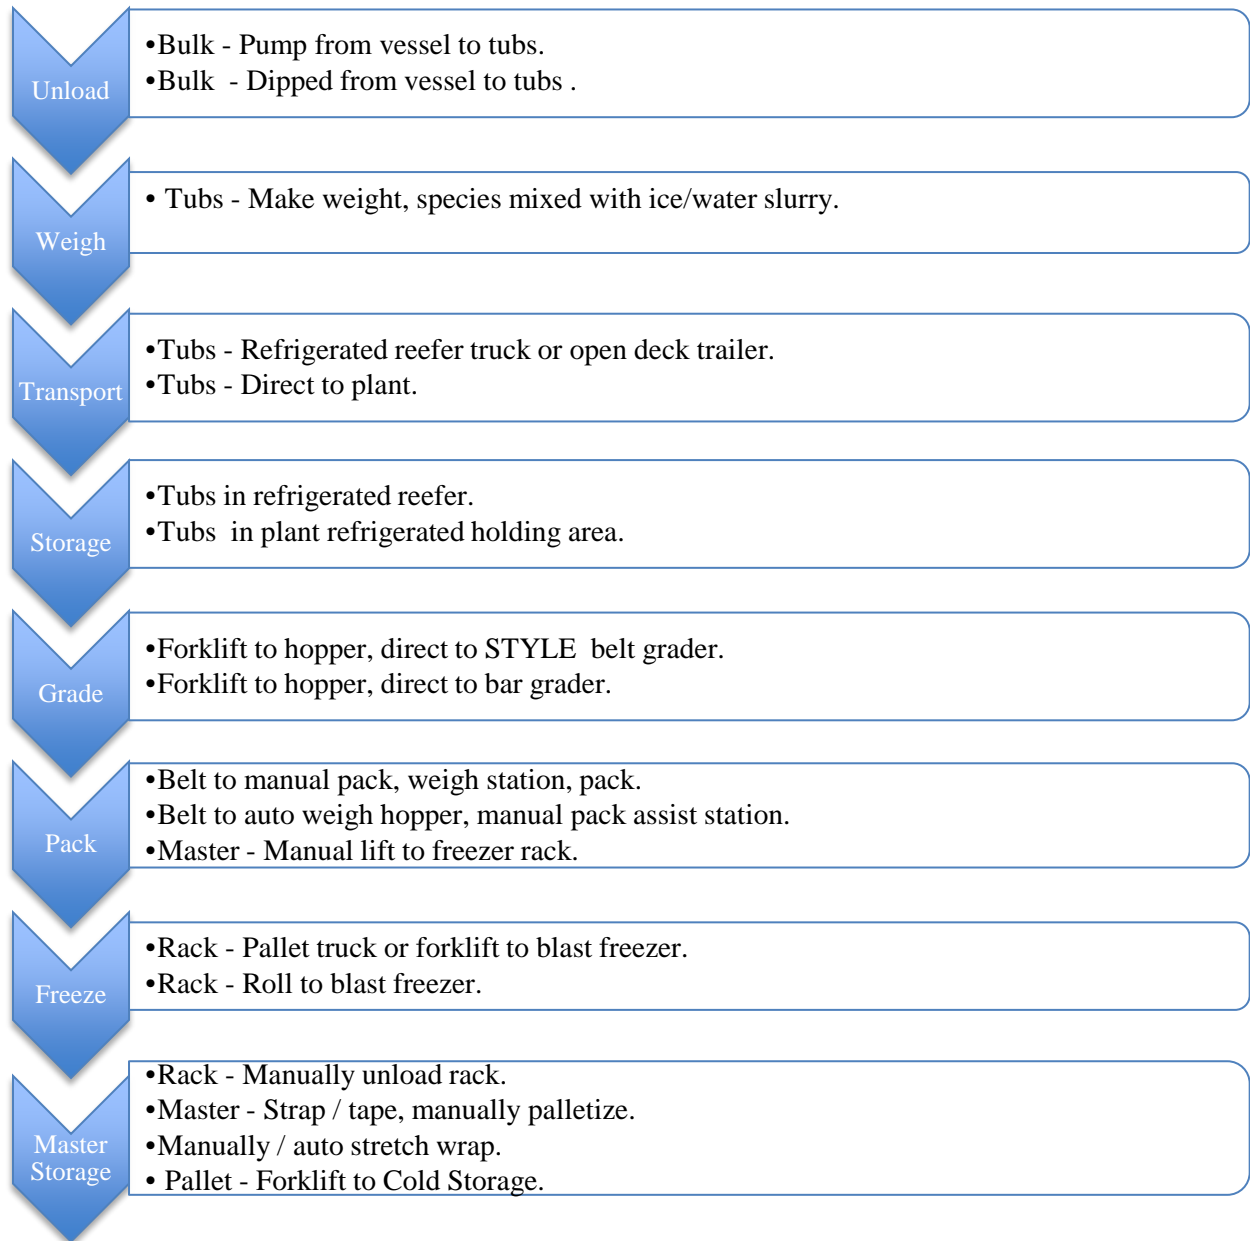 Unload
•Bulk - Pump from vessel to tubs.
•Bulk - Dipped from vessel to tubs .
Weigh
• Tubs - Make weight, species mixed with ice/water slurry.
Transport
•Tubs - Refrigerated reefer truck or open deck trailer.
•Tubs - Direct to plant.
Storage
•Tubs in refrigerated reefer.
•Tubs in plant refrigerated holding area.
Grade
•Forklift to hopper, direct to STYLE belt grader.
•Forklift to hopper, direct to bar grader.
Pack
•Belt to manual pack, weigh station, pack.
•Belt to auto weigh hopper, manual pack assist station.
•Master - Manual lift to freezer rack.
Freeze
•Rack - Pallet truck or forklift to blast freezer.
•Rack - Roll to blast freezer.
Master
Storage
•Rack - Manually unload rack.
•Master - Strap / tape, manually palletize.
•Manually / auto stretch wrap.
• Pallet - Forklift to Cold Storage.